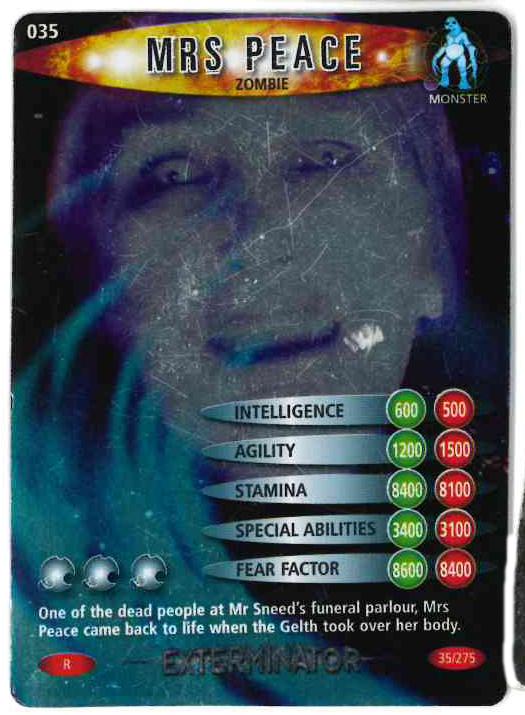 035
MRS PEACE
ZOMBIE
MONSTER
INTELLIGENCE 600 500
AGILITY 1200 1500
STAMINA 8400 8100
SPECIAL ABILITIES 3400 3100
FEAR FACTOR 8600 8400
One of the dead people at Mr Sneed's funeral parlour, Mrs
Peace came back to life when the Gelth took over her body.
R EXTERMINATOR 35/275